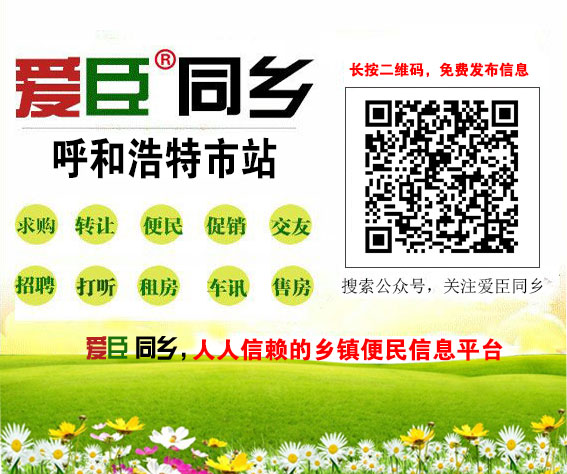 爱臣®同乡
呼和浩特市站
求购 转让 便民 促销 交友
招聘 打听 租房 车讯 售房
长按二维码，免费发布信息
搜索公众号，关注爱臣同乡
爱臣同乡，人人信赖的乡镇便民信息平台